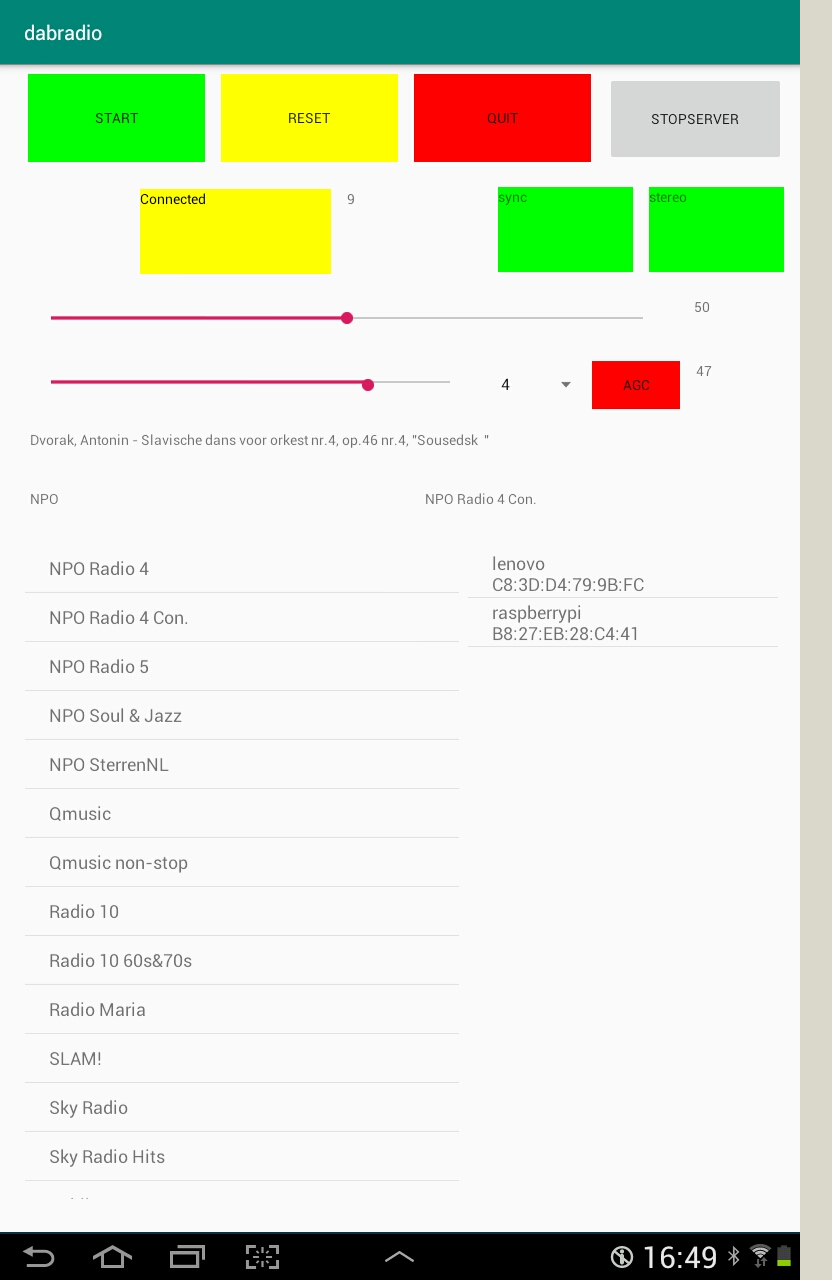 dabradio
START RESET QUIT STOPSERVER
Connected 9 sync stereo
50
4 AGC 47
Dvorak, Antonin - Slavische dans voor orkest nr.4, op.46 nr.4, "Sousedsk "
NPO NPO Radio 4 Con.
NPO Radio 4
NPO Radio 4 Con.
NPO Radio 5
NPO Soul & Jazz
NPO SterrenNL
Qmusic
Qmusic non-stop
Radio 10
Radio 10 60s&70s
Radio Maria
SLAM!
Sky Radio
Sky Radio Hits
lenovo
C8:3D:D4:79:9B:FC
raspberrypi
B8:27:EB:28:C4:41
16:49